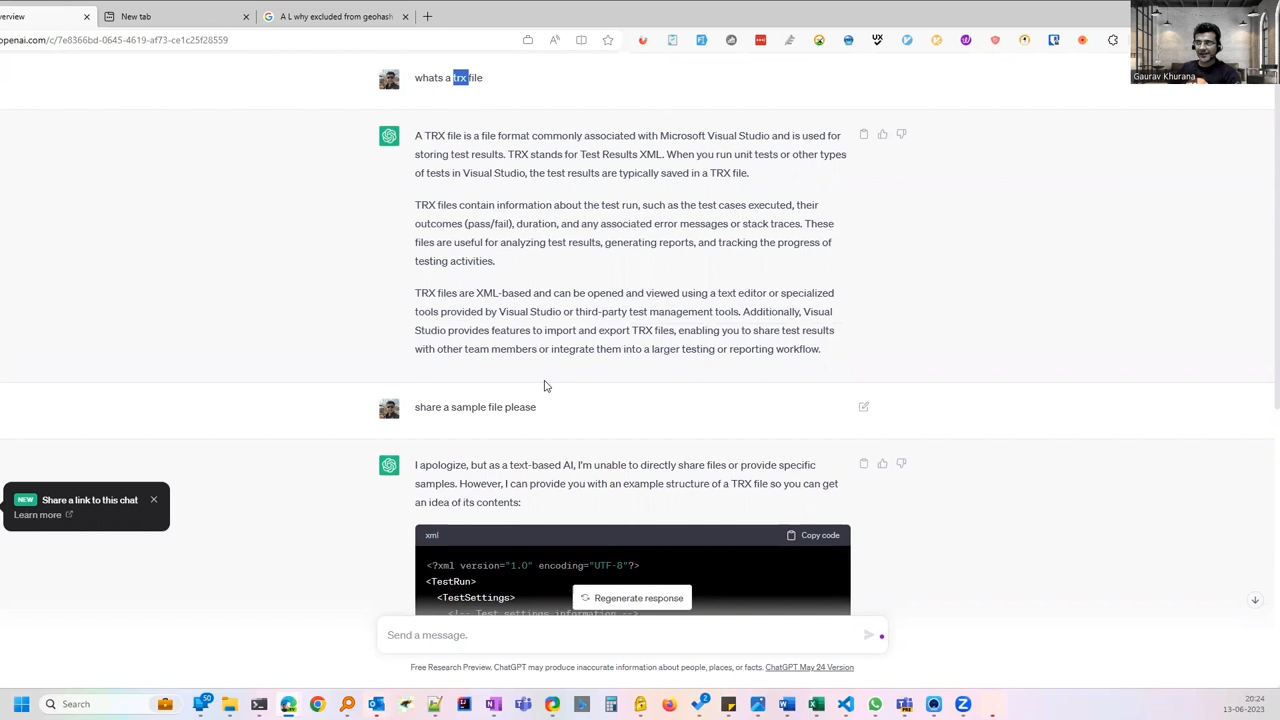 verview
New tab
A L why excluded from geohash
openai.com/c/7e8366bd-0645-4619-af73-ce1c25f28559
UX
Gaurav Khurana
whats a trx file
A TRX file is a file format commonly associated with Microsoft Visual Studio and is used for
storing test results. TRX stands for Test Results XML. When you run unit tests or other types
of tests in Visual Studio, the test results are typically saved in a TRX file.
TRX files contain information about the test run, such as the test cases executed, their
outcomes (pass/fail), duration, and any associated error messages or stack traces. These
files are useful for analyzing test results, generating reports, and tracking the progress of
testing activities.
TRX files are XML-based and can be opened and viewed using a text editor or specialized
tools provided by Visual Studio or third-party test management tools. Additionally, Visual
Studio provides features to import and export TRX files, enabling you to share test results
with other team members or integrate them into a larger testing or reporting workflow.
share a sample file please
I apologize, but as a text-based AI, I'm unable to directly share files or provide specific
samples. However, I can provide you with an example structure of a TRX file so you can get
an idea of its contents:
NEW Share a link to this chat
Learn more
xml
Copy code
<?xml version="1.0" encoding="UTF-8"?>
<TestRun>
<TestSettings>
<!-- Test settings information -->
Regenerate response
Send a message.
Free Research Preview. ChatGPT may produce inaccurate information about people, places, or facts. ChatGPT May 24 Version
Search
50
2
20:24
13-06-2023